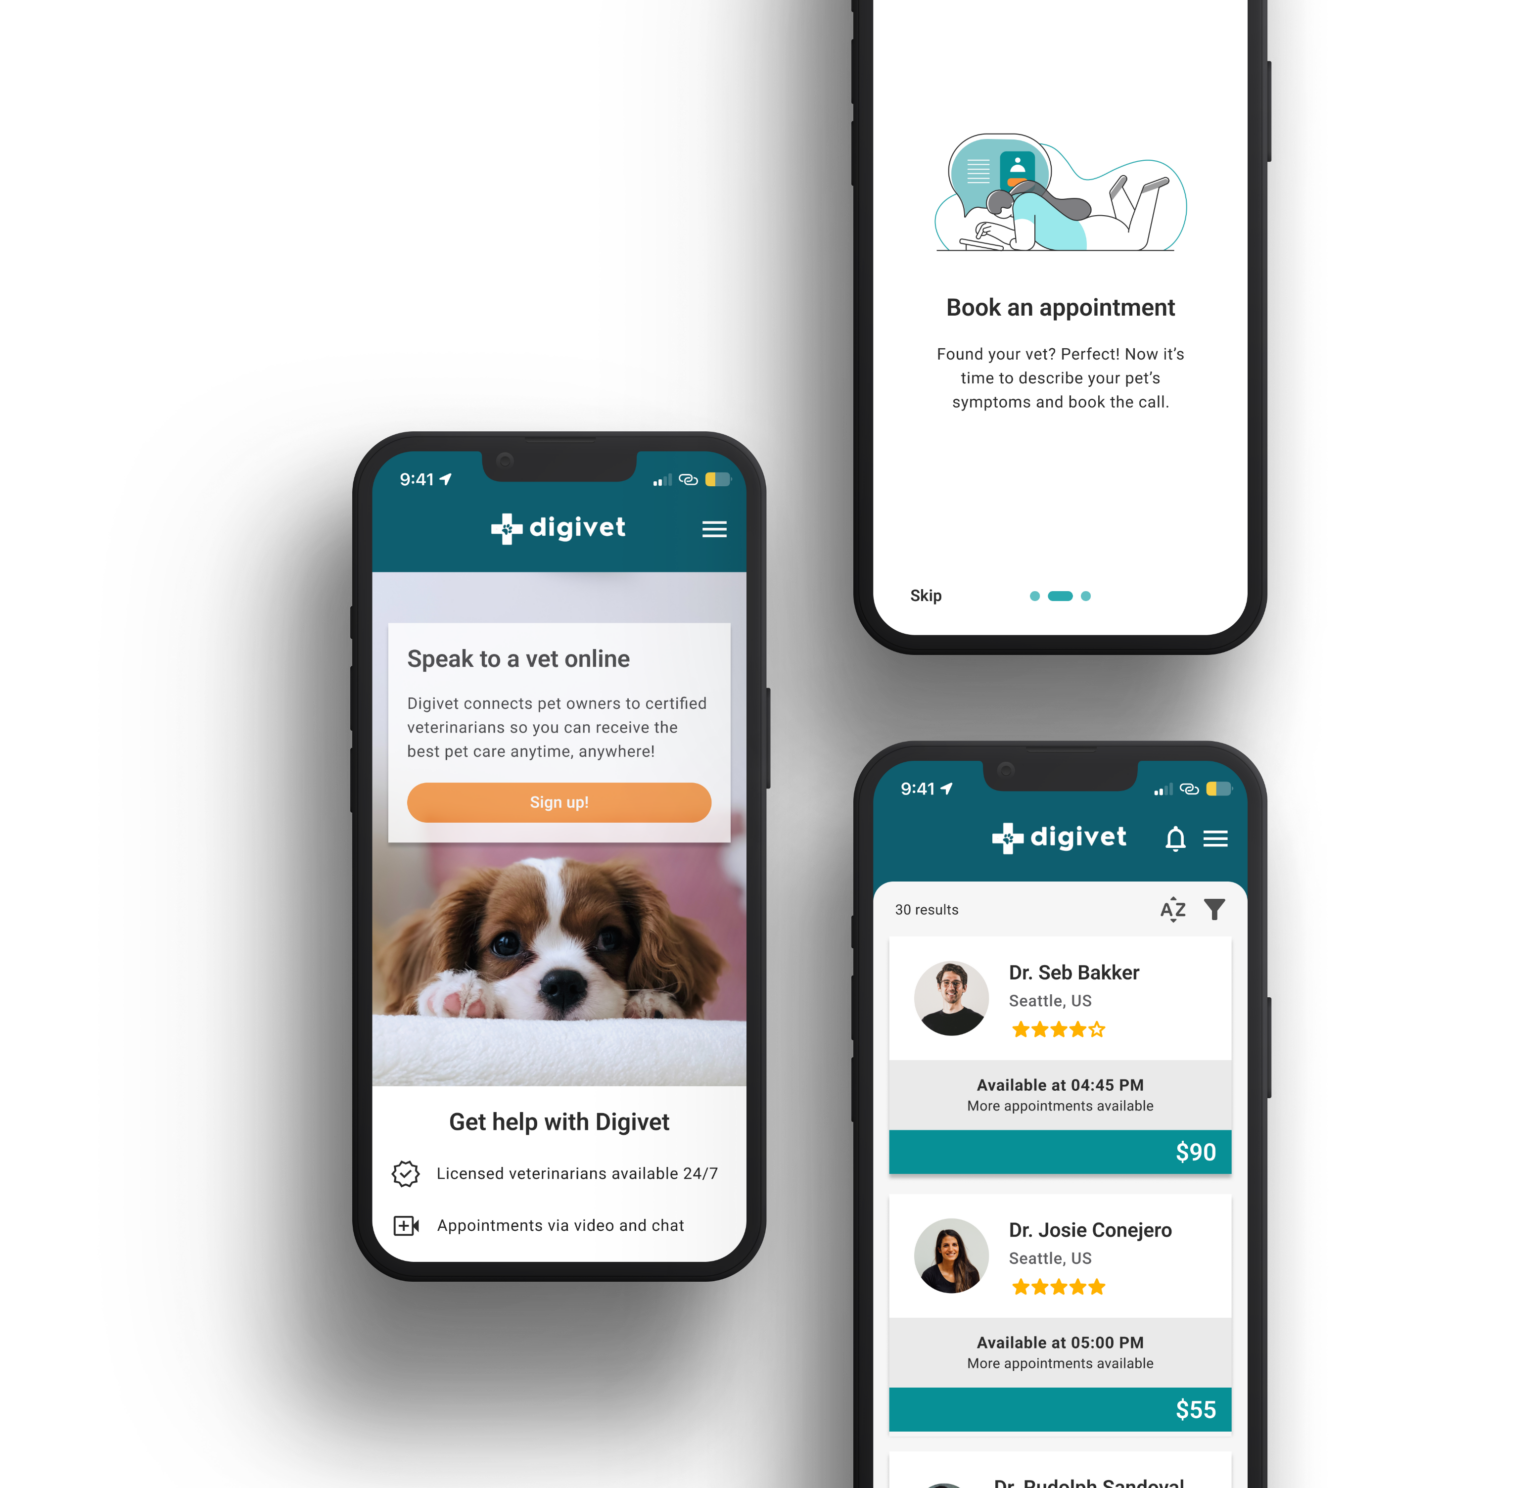 Book an appointment
Found your vet? Perfect! Now it's
time to describe your pet's
symptoms and book the call.
Skip
9:41
digivet
Speak to a vet online
Digivet connects pet owners to certified
veterinarians so you can receive the
best pet care anytime, anywhere!
Sign up!
Get help with Digivet
Licensed veterinarians available 24/7
Appointments via video and chat
9:41
digivet
30 results
AZ
Dr. Seb Bakker
Seattle, US
Available at 04:45 PM
More appointments available
$90
Dr. Josie Conejero
Seattle, US
Available at 05:00 PM
More appointments available
$55
Dr. Rudolph Sandoval